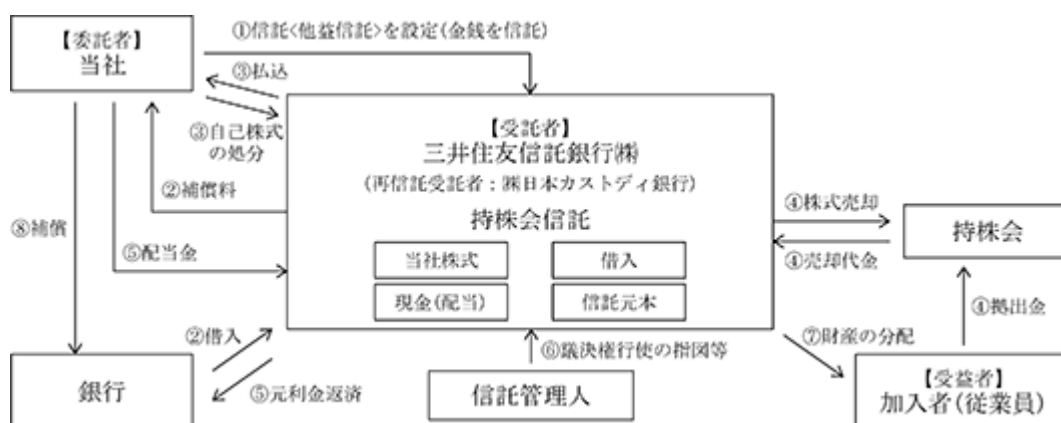 ①信託<他益信託>を設定(金銭を信託)
【委託者】
当社
③払込
③自己株式
の処分
【受託者】
三井住友信託銀行㈱
(再信託受託者：㈱日本カストディ銀行)
持株会信託
②補償料
⑧補償
⑤配当金
当社株式
借入
現金(配当)
信託元本
④株式売却
持株会
④売却代金
④拠出金
②借入
⑤元利金返済
銀行
⑥議決権行使の指図等
信託管理人
⑦財産の分配
【受益者】
加入者(従業員)